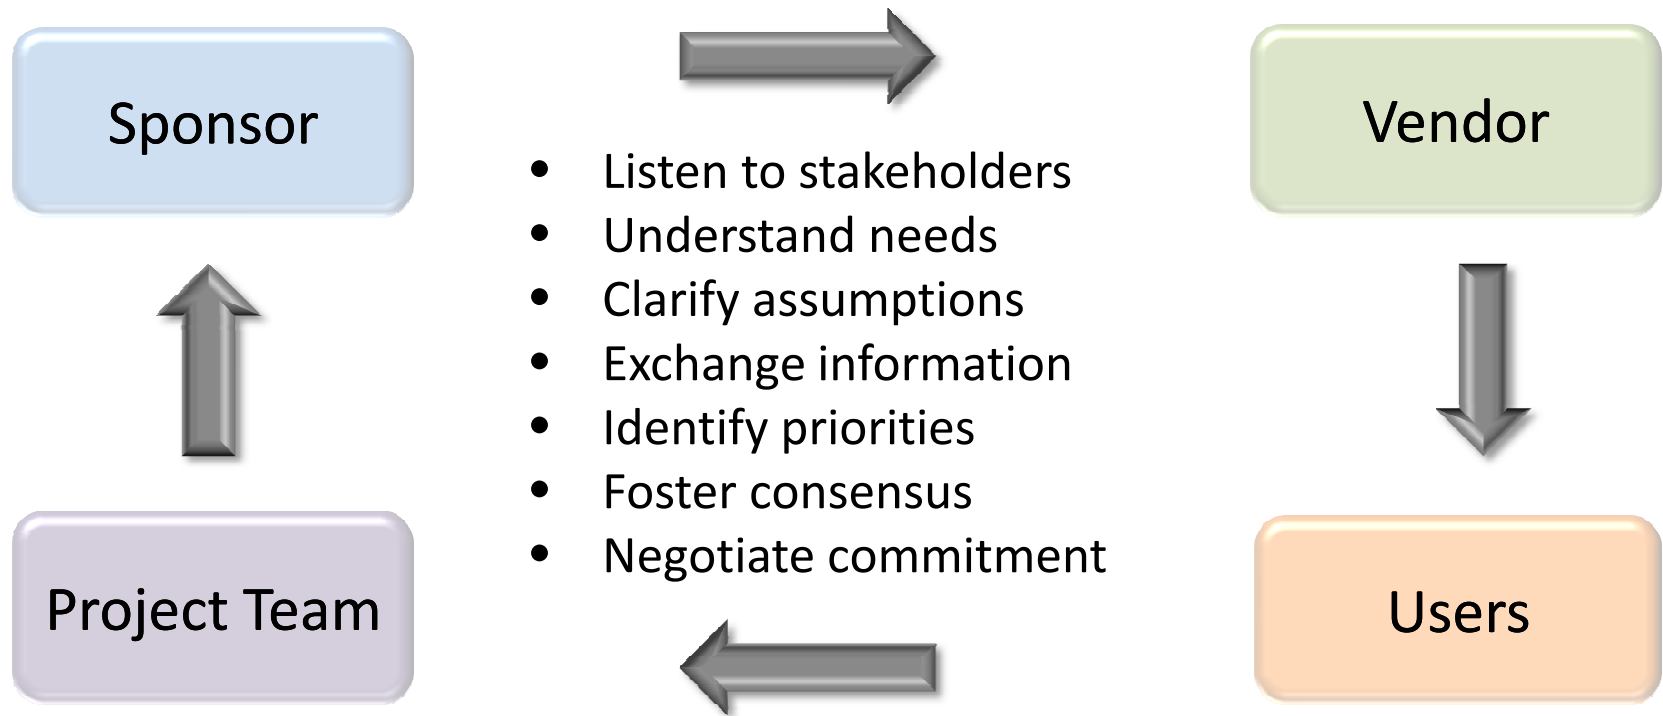 Sponsor
Vendor
• Listen to stakeholders
• Understand needs
• Clarify assumptions
• Exchange information
• Identify priorities
• Foster consensus
• Negotiate commitment
Project Team
Users